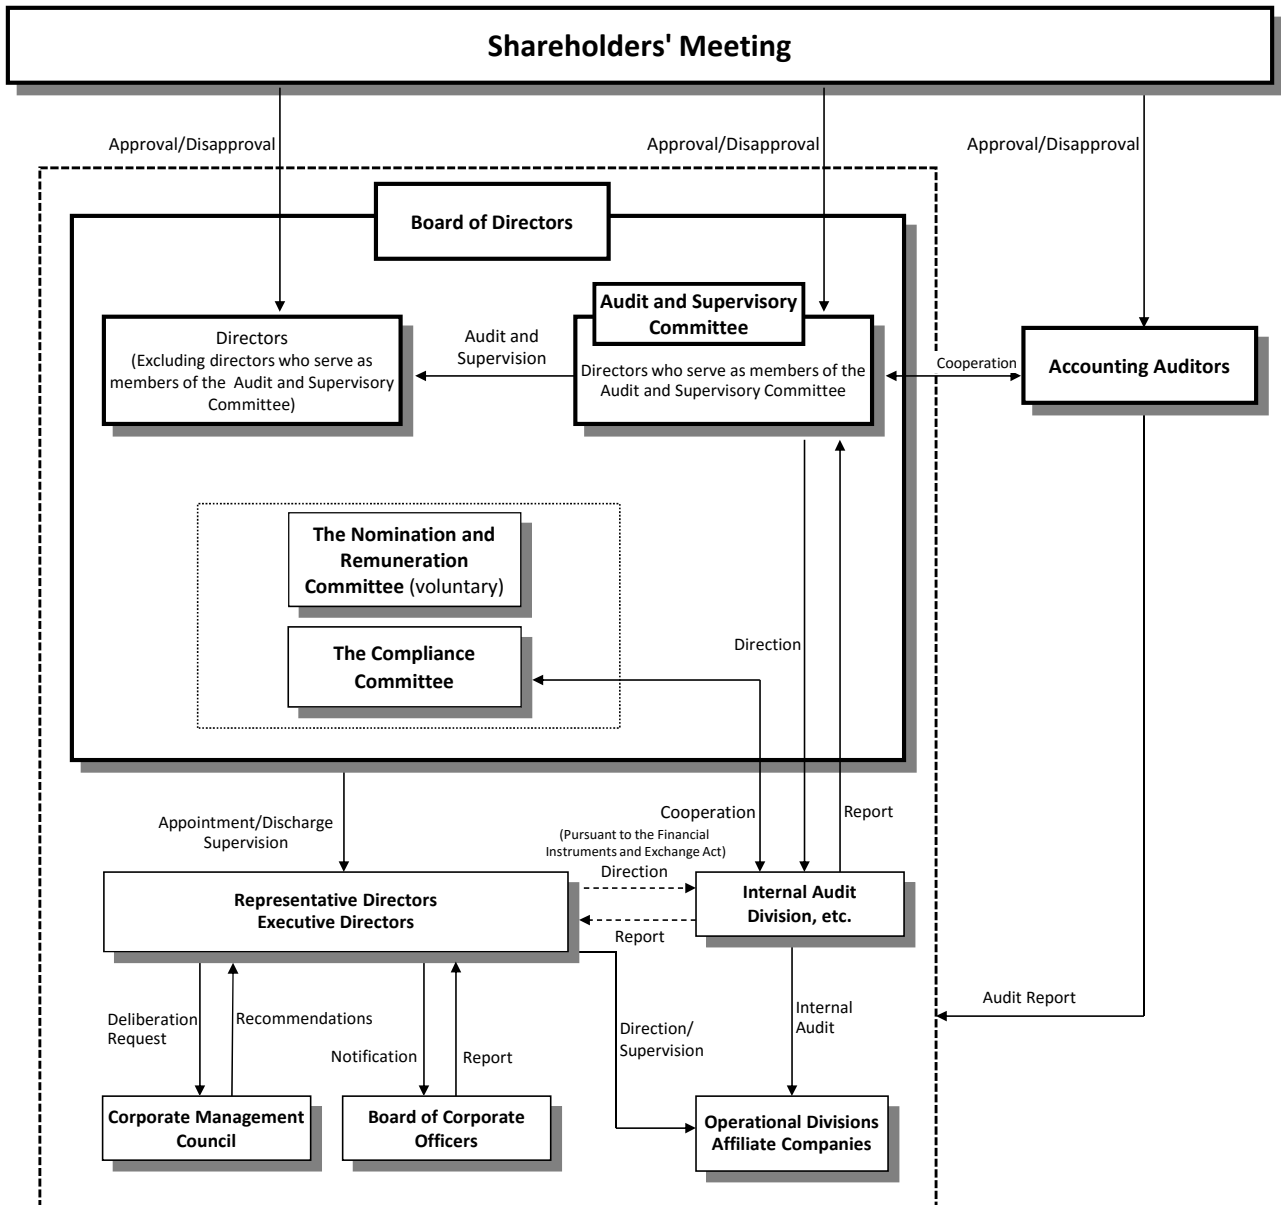 Shareholders' Meeting
Approval/Disapproval
Approval/Disapproval
Approval/Disapproval
Board of Directors
Audit and Supervisory
Committee
Directors
(Excluding directors who serve as
members of the Audit and Supervisory
Committee)
Audit and
Supervision
Directors who serve as members of the
Audit and Supervisory Committee
Cooperation
Accounting Auditors
The Nomination and
Remuneration
Committee (voluntary)
The Compliance
Committee
Direction
Appointment/Discharge
Supervision
Cooperation
Report
(Pursuant to the Financial
Instruments and Exchange Act)
Direction
Representative Directors
Executive Directors
Internal Audit
Division, etc.
Report
Audit Report
Deliberation
Request
Recommendations
Notification
Report
Direction/
Supervision
Internal
Audit
Corporate Management
Council
Board of Corporate
Officers
Operational Divisions
Affiliate Companies